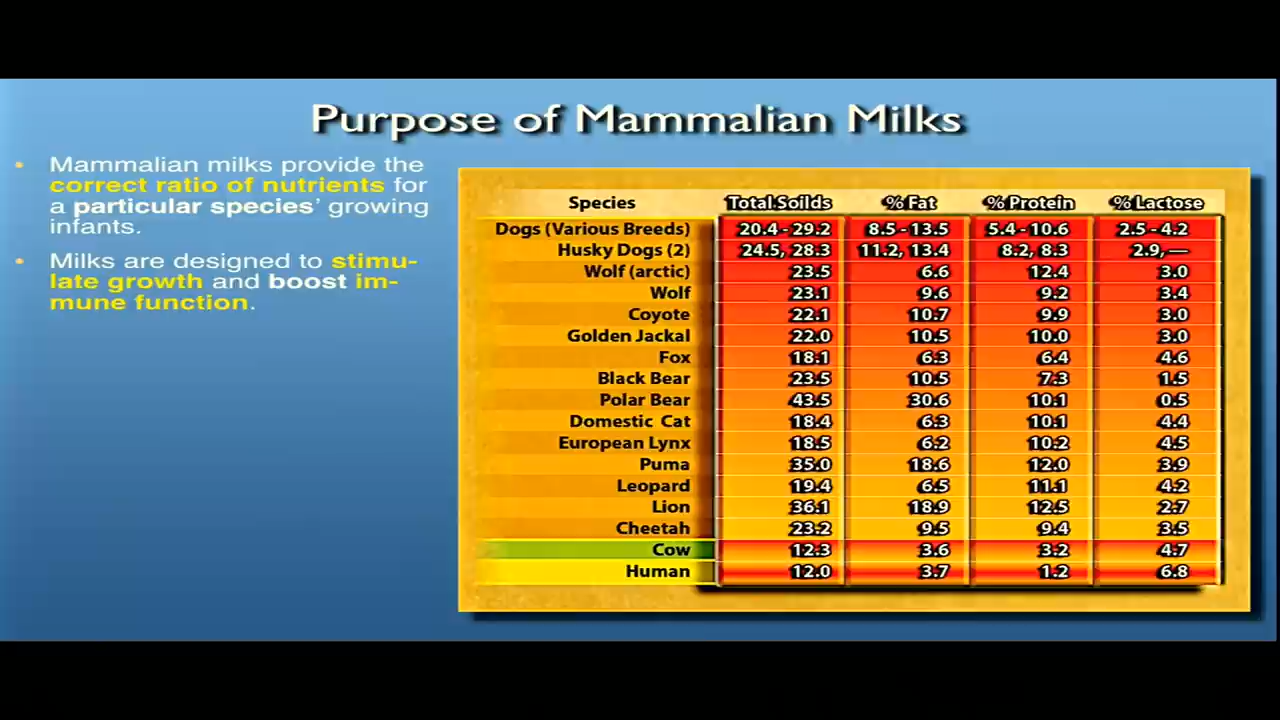 Purpose of Mammalian Milks
• Mammalian milks provide the
correct ratio of nutrients for
a particular species' growing
infants.
• Milks are designed to stimu-
late growth and boost im-
mune function.
Species Total Soilds % Fat % Protein % Lactose
Dogs (Various Breeds) 20.4 - 29.2 8.5 - 13.5 5.4 - 10.6 2.5 - 4.2
Husky Dogs (2) 24.5, 28.3 11.2, 13.4 8.2, 8.3 2.9, —
Wolf (arctic) 23.5 6.6 12.4 3.0
Wolf 23.1 9.6 9.2 3.4
Coyote 22.1 10.7 9.9 3.0
Golden Jackal 22.0 10.5 10.0 3.0
Fox 18.1 6.3 6.4 4.6
Black Bear 23.5 10.5 7.3 1.5
Polar Bear 43.5 30.6 10.1 0.5
Domestic Cat 18.4 6.3 10.1 4.4
European Lynx 18.5 6.2 10.2 4.5
Puma 35.0 18.6 12.0 3.9
Leopard 19.4 6.5 11.1 4.2
Lion 36.1 18.9 12.5 2.7
Cheetah 23.2 9.5 9.4 3.5
Cow 12.3 3.6 3.2 4.7
Human 12.0 3.7 1.2 6.8